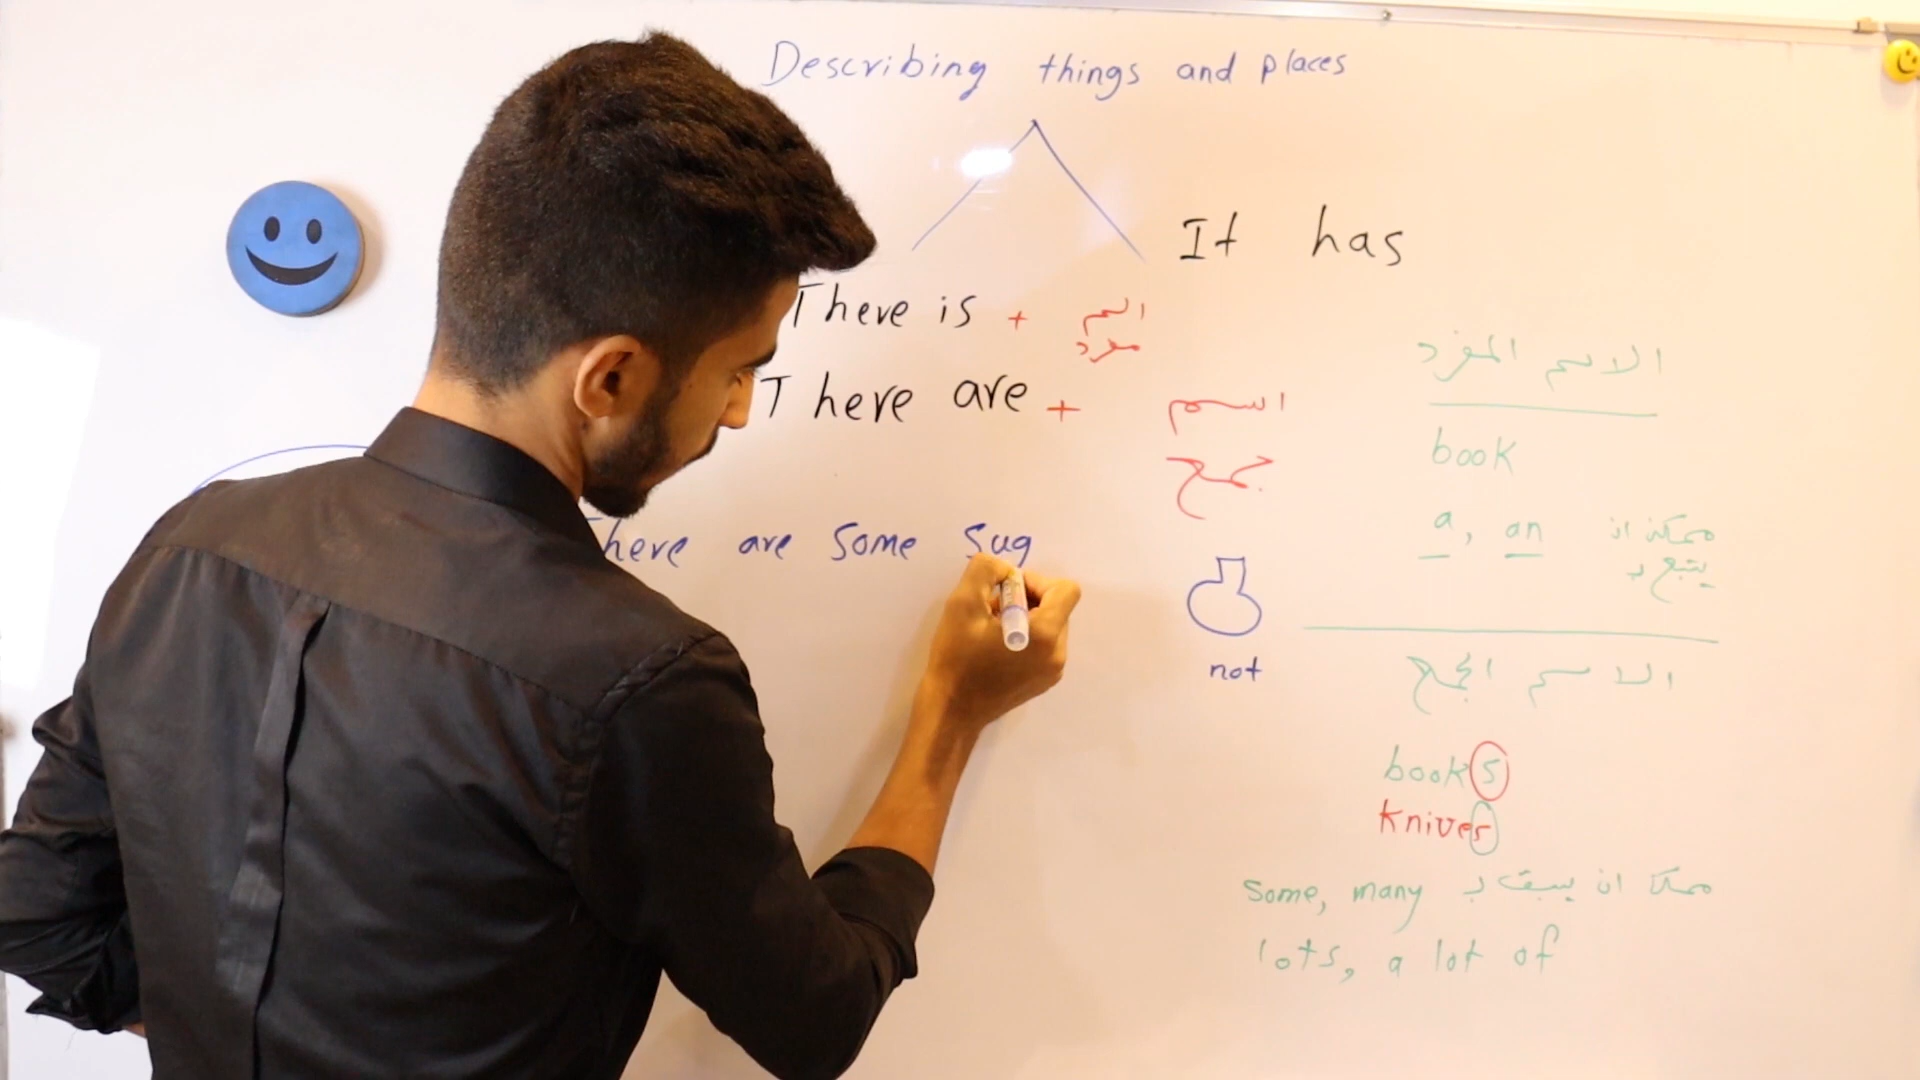 Describing things and places
It has
There is + اسم
مفرد
There are + اسم
جمع
here are some sug
not
الاسم المفرد
book
a, an ممكن ان
يتبع بـ
الاسم الجمع
books
knives
some, many ممكن ان يسبق بـ
lots, a lot of